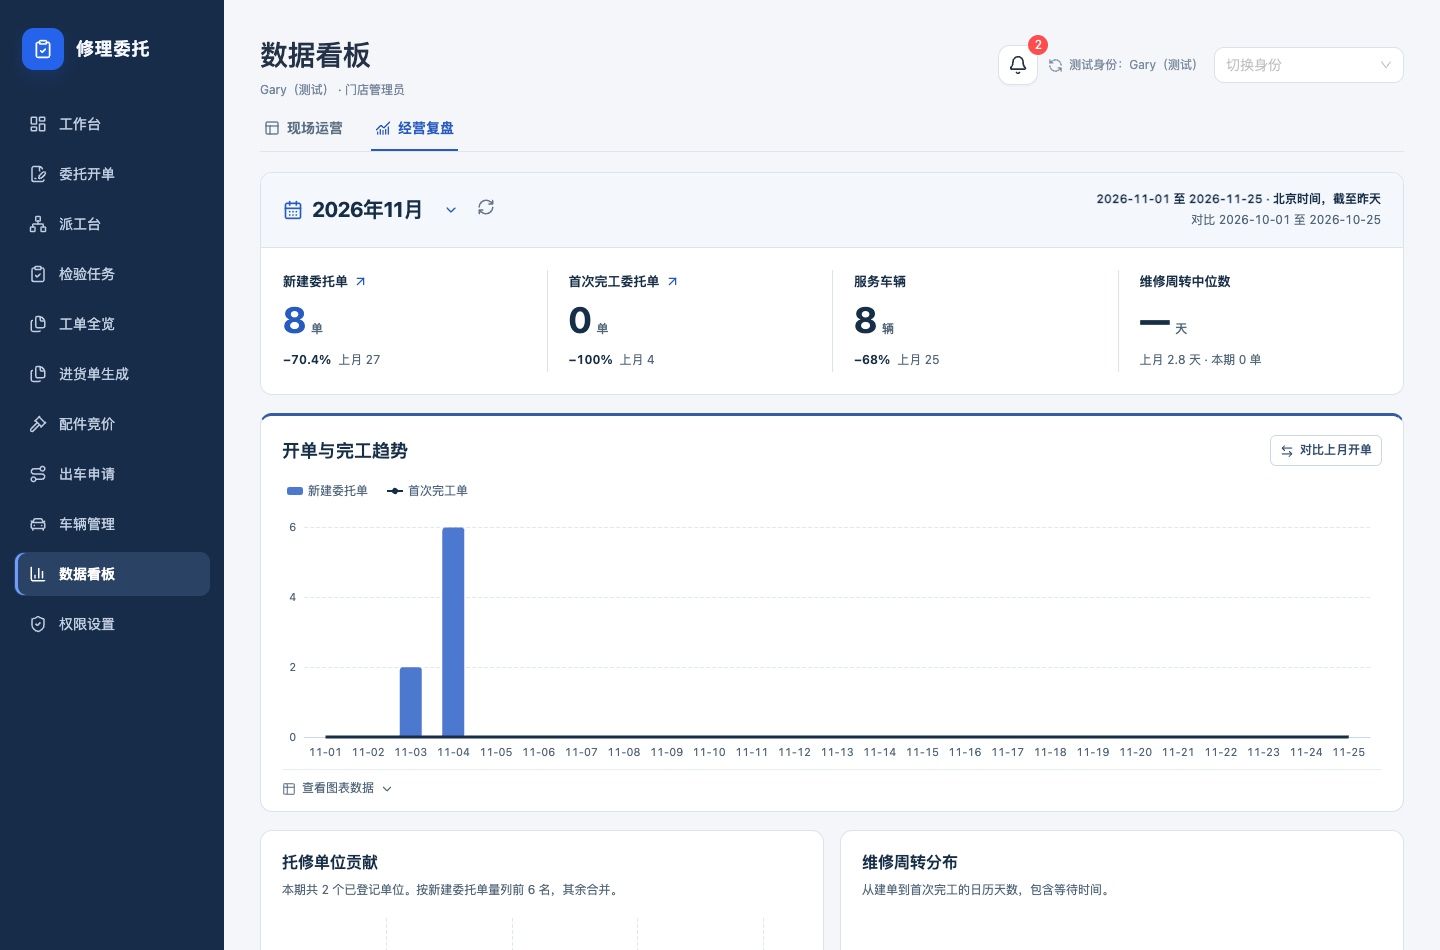 修理委托
工作台
委托开单
派工台
检验任务
工单全览
进货单生成
配件竞价
出车申请
车辆管理
数据看板
权限设置
数据看板
Gary（测试） · 门店管理员
2
测试身份：Gary（测试）
切换身份
现场运营
经营复盘
2026年11月
2026-11-01 至 2026-11-25 · 北京时间，截至昨天
对比 2026-10-01 至 2026-10-25
新建委托单
8 单
−70.4% 上月 27
首次完工委托单
0 单
−100% 上月 4
服务车辆
8 辆
−68% 上月 25
维修周转中位数
— 天
上月 2.8 天 · 本期 0 单
开单与完工趋势
对比上月开单
新建委托单 首次完工单
6
4
2
0
11-01 11-02 11-03 11-04 11-05 11-06 11-07 11-08 11-09 11-10 11-11 11-12 11-13 11-14 11-15 11-16 11-17 11-18 11-19 11-20 11-21 11-22 11-23 11-24 11-25
查看图表数据
托修单位贡献
本期共 2 个已登记单位。按新建委托单量列前 6 名，其余合并。
维修周转分布
从建单到首次完工的日历天数，包含等待时间。